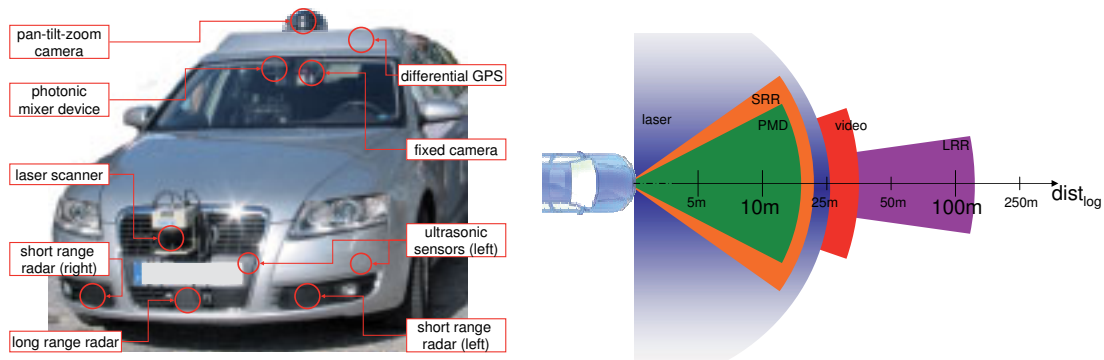 pan-tilt-zoom
camera
photonic
mixer device
laser scanner
short range
radar (right)
long range radar
differential GPS
fixed camera
ultrasonic
sensors (left)
short range
radar (left)
laser
SRR
PMD
video
LRR
5m
10m
25m
50m
100m
250m
dist_log